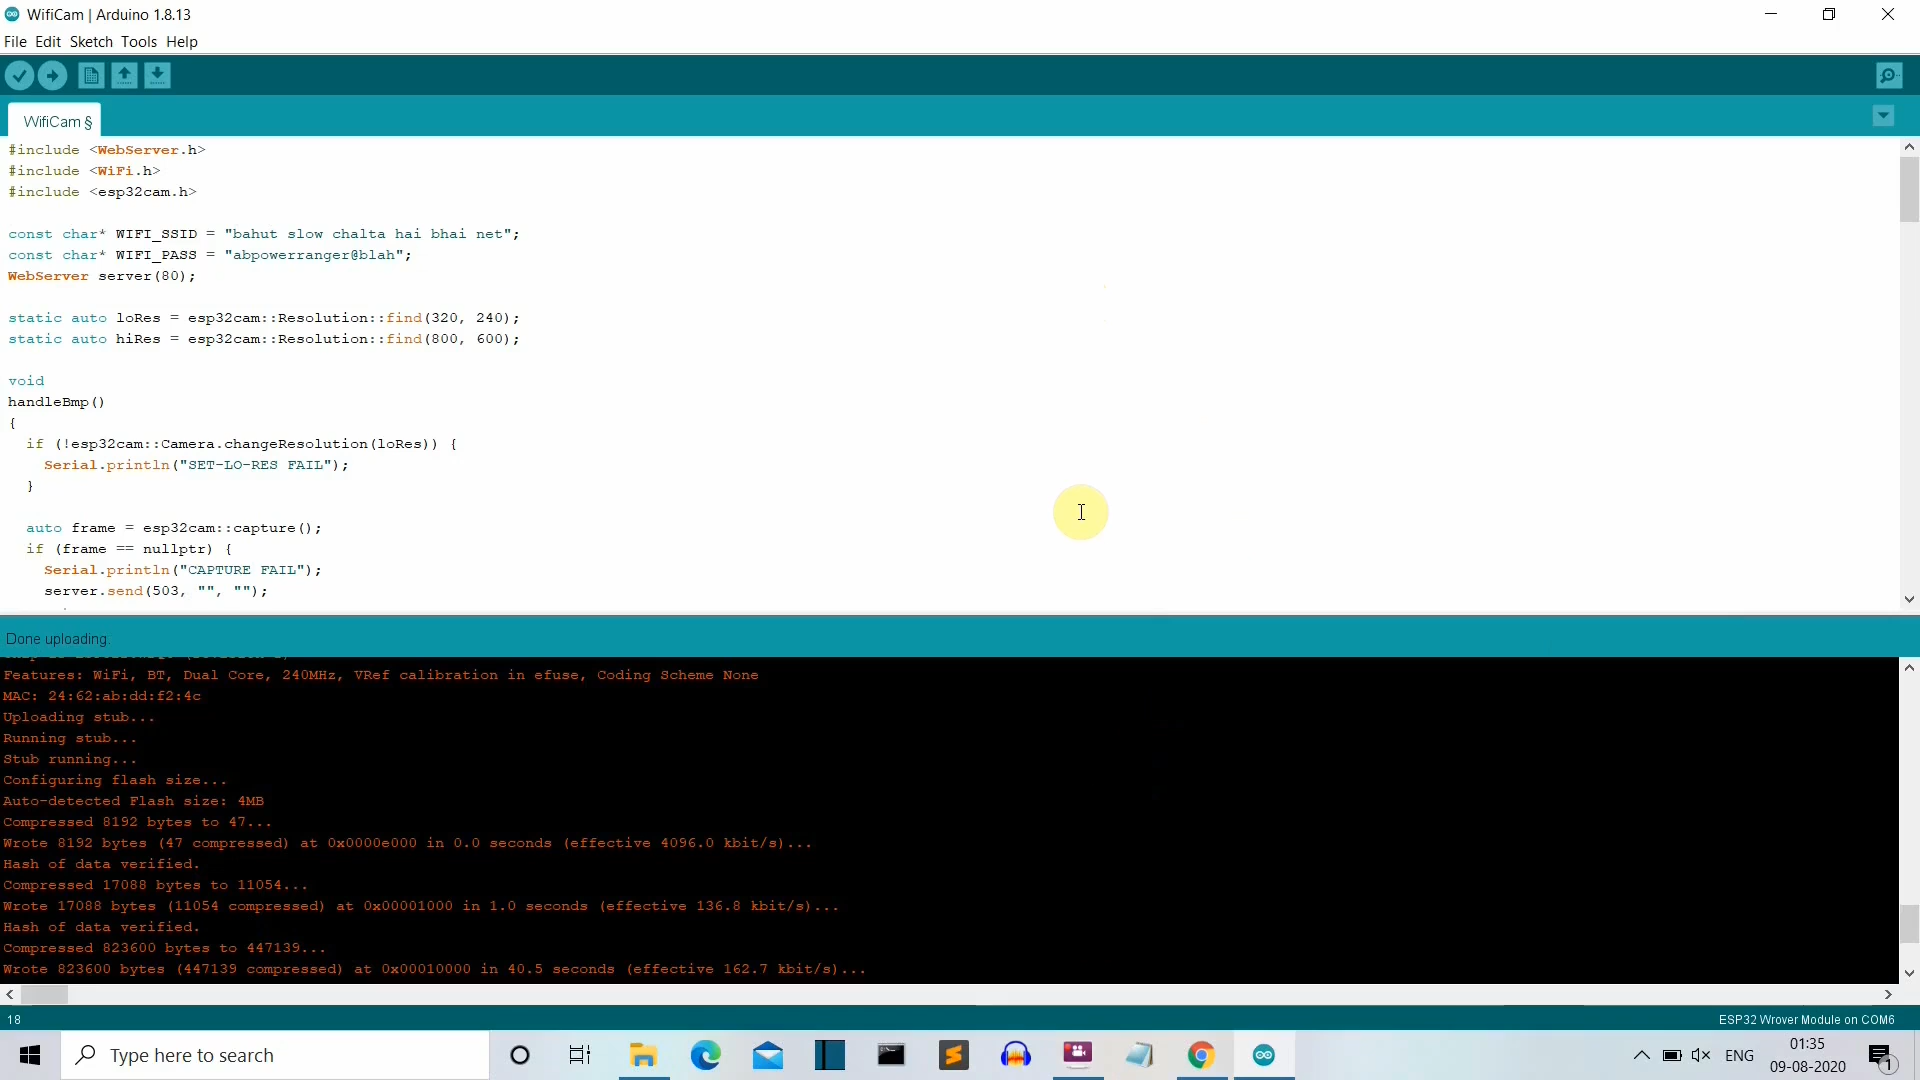 WifiCam | Arduino 1.8.13
File Edit Sketch Tools Help
WifiCam §
#include <WebServer.h>
#include <WiFi.h>
#include <esp32cam.h>
const char* WIFI_SSID = "bahut slow chalta hai bhai net";
const char* WIFI_PASS = "abpowerranger@blah";
WebServer server(80);
static auto loRes = esp32cam::Resolution::find(320, 240);
static auto hiRes = esp32cam::Resolution::find(800, 600);
void
handleBmp()
{
if (!esp32cam::Camera.changeResolution(loRes)) {
Serial.println("SET-LO-RES FAIL");
}
auto frame = esp32cam::capture();
if (frame == nullptr) {
Serial.println("CAPTURE FAIL");
server.send(503, "", "");
Done uploading.
Features: WiFi, BT, Dual Core, 240MHz, VRef calibration in efuse, Coding Scheme None
MAC: 24:62:ab:dd:f2:4c
Uploading stub...
Running stub...
Stub running...
Configuring flash size...
Auto-detected Flash size: 4MB
Compressed 8192 bytes to 47...
Wrote 8192 bytes (47 compressed) at 0x0000e000 in 0.0 seconds (effective 4096.0 kbit/s)...
Hash of data verified.
Compressed 17088 bytes to 11054...
Wrote 17088 bytes (11054 compressed) at 0x00001000 in 1.0 seconds (effective 136.8 kbit/s)...
Hash of data verified.
Compressed 823600 bytes to 447139...
Wrote 823600 bytes (447139 compressed) at 0x00010000 in 40.5 seconds (effective 162.7 kbit/s)...
18
ESP32 Wrover Module on COM6
Type here to search
ENG
01:35
09-08-2020
1